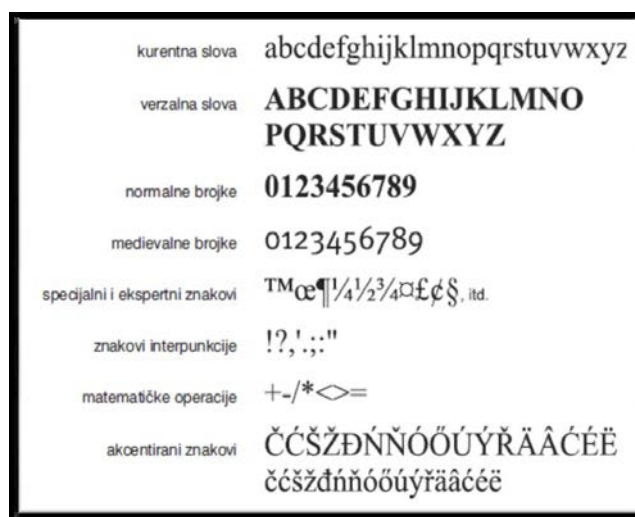 kurentna slova abcdefghijklmnopqrstuvwxyz
verzalna slova ABCDEFGHIJKLMNO
PQRSTUVWXYZ
normalne brojke 0123456789
medievalne brojke 0123456789
specijalni i ekspertni znakovi ™œ¶¼½¾¤£¢§, itd.
znakovi interpunkcije !?,'.;:"
matematičke operacije +-/*<>=
akcentirani znakovi ČĆŠŽĐŃŇÓŐÚÝŘÄÂĆÉË
čćšžđńňóőúýřäâćéë